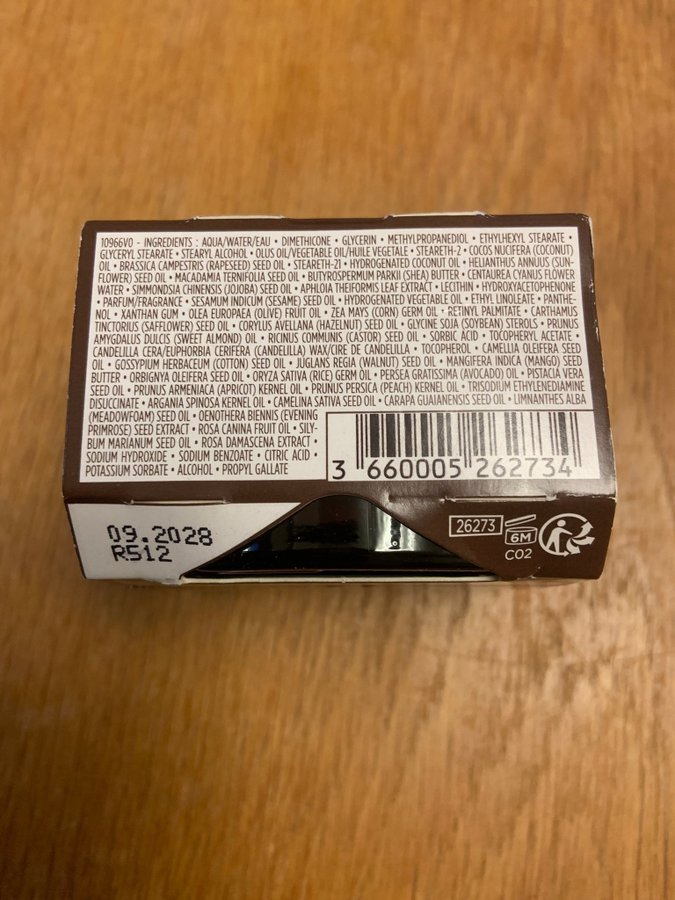 10966V0 - INGREDIENTS : AQUA/WATER/EAU • DIMETHICONE • GLYCERIN • METHYLPROPANEDIOL • ETHYLHEXYL STEARATE •
GLYCERYL STEARATE • STEARYL ALCOHOL • OLUS OIL/VEGETABLE OIL/HUILE VEGETALE • STEARETH-2 • COCOS NUCIFERA (COCONUT)
OIL • BRASSICA CAMPESTRIS (RAPESEED) SEED OIL • STEARETH-21 • HYDROGENATED COCONUT OIL • HELIANTHUS ANNUUS (SUN-
FLOWER) SEED OIL • MACADAMIA TERNIFOLIA SEED OIL • BUTYROSPERMUM PARKII (SHEA) BUTTER • CENTAUREA CYANUS FLOWER
WATER • SIMMONDSIA CHINENSIS (JOJOBA) SEED OIL • APHLOIA THEIFORMIS LEAF EXTRACT • LECITHIN • HYDROXYACETOPHENONE
• PARFUM/FRAGRANCE • SESAMUM INDICUM (SESAME) SEED OIL • HYDROGENATED VEGETABLE OIL • ETHYL LINOLEATE • PANTHE-
NOL • XANTHAN GUM • OLEA EUROPAEA (OLIVE) FRUIT OIL • ZEA MAYS (CORN) GERM OIL • RETINYL PALMITATE • CARTHAMUS
TINCTORIUS (SAFFLOWER) SEED OIL • CORYLUS AVELLANA (HAZELNUT) SEED OIL • GLYCINE SOJA (SOYBEAN) STEROLS • PRUNUS
AMYGDALUS DULCIS (SWEET ALMOND) OIL • RICINUS COMMUNIS (CASTOR) SEED OIL • SORBIC ACID • TOCOPHERYL ACETATE •
CANDELILLA CERA/EUPHORBIA CERIFERA (CANDELILLA) WAX/CIRE DE CANDELILLA • TOCOPHEROL • CAMELLIA OLEIFERA SEED
OIL • GOSSYPIUM HERBACEUM (COTTON) SEED OIL • JUGLANS REGIA (WALNUT) SEED OIL • MANGIFERA INDICA (MANGO) SEED
BUTTER • ORBIGNYA OLEIFERA SEED OIL • ORYZA SATIVA (RICE) GERM OIL • PERSEA GRATISSIMA (AVOCADO) OIL • PISTACIA VERA
SEED OIL • PRUNUS ARMENIACA (APRICOT) KERNEL OIL • PRUNUS PERSICA (PEACH) KERNEL OIL • TRISODIUM ETHYLENEDIAMINE
DISUCCINATE • ARGANIA SPINOSA KERNEL OIL • CAMELINA SATIVA SEED OIL • CARAPA GUAIANENSIS SEED OIL • LIMNANTHES ALBA
(MEADOWFOAM) SEED OIL • OENOTHERA BIENNIS (EVENING
PRIMROSE) SEED EXTRACT • ROSA CANINA FRUIT OIL • SILY-
BUM MARIANUM SEED OIL • ROSA DAMASCENA EXTRACT •
SODIUM HYDROXIDE • SODIUM BENZOATE • CITRIC ACID •
POTASSIUM SORBATE • ALCOHOL • PROPYL GALLATE
3 660005 262734
09.2028
R512
26273
6M
CO2